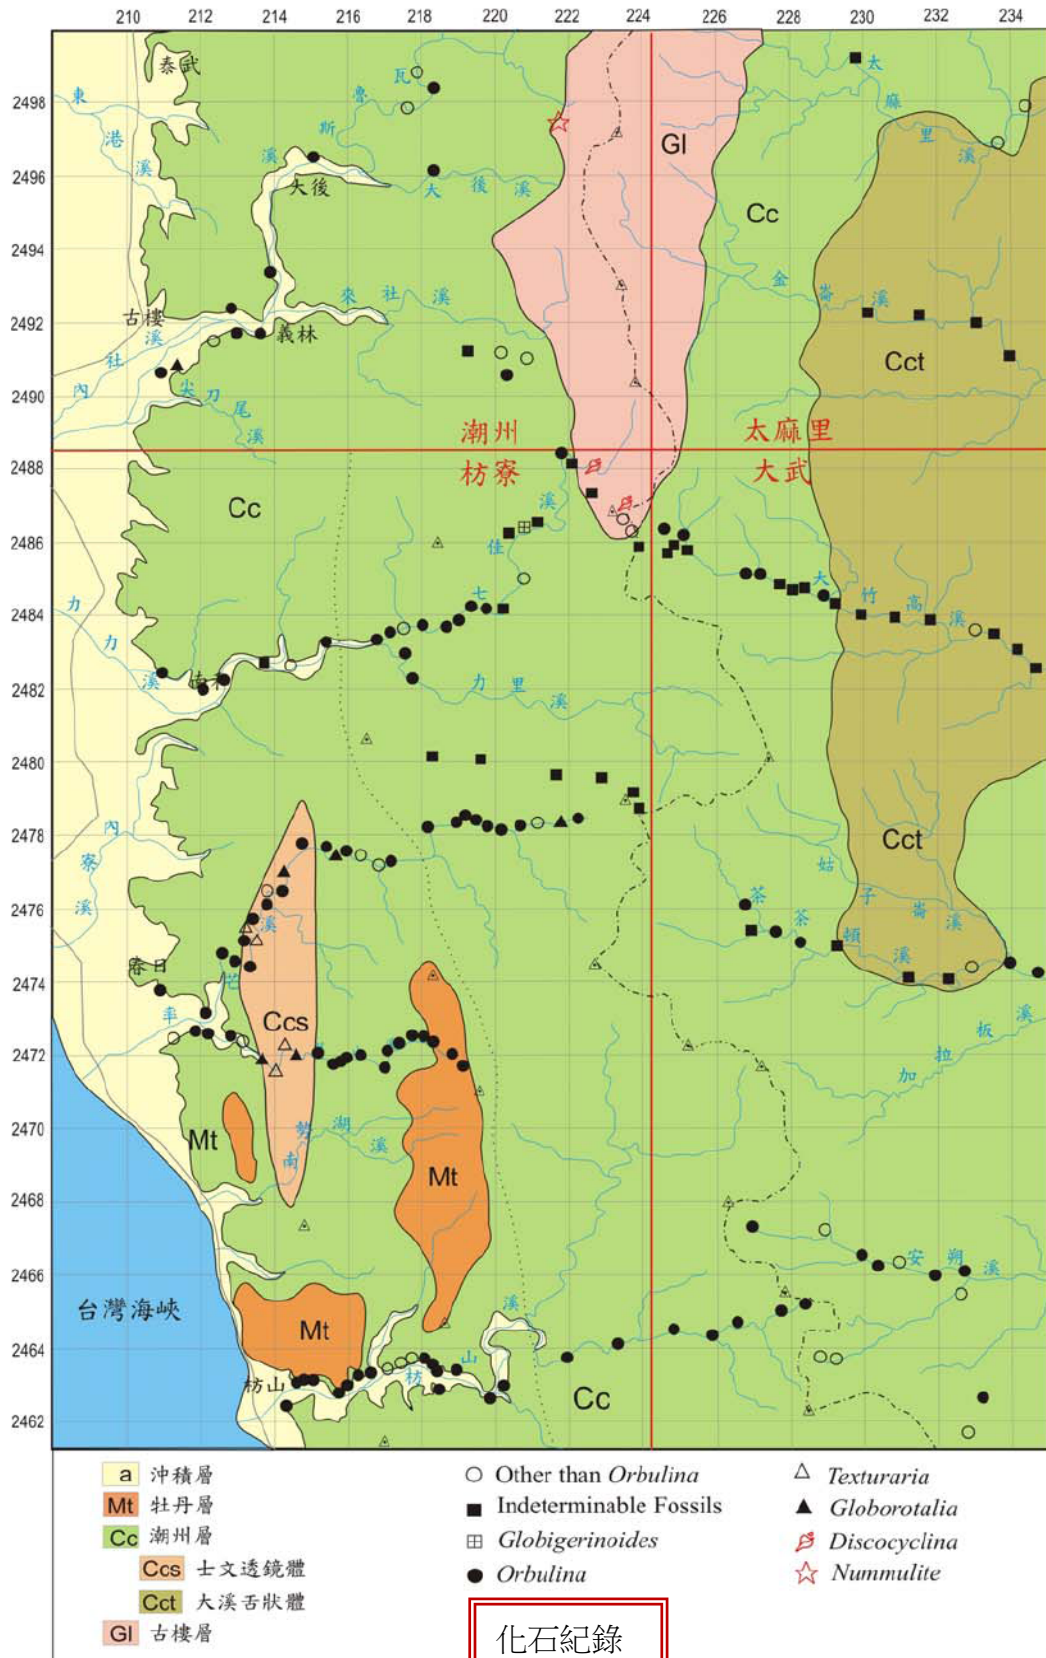 210 212 214 216 218 220 222 224 226 228 230 232 234
2498
2496
2494
2492
2490
2488
2486
2484
2482
2480
2478
2476
2474
2472
2470
2468
2466
2464
2462
泰武
東港溪
瓦魯斯溪
大後
大後溪
Gl
Cc
太麻里溪
來社溪
古樓
義林
內社溪
尖刀尾溪
金崙溪
Cct
潮州
太麻里
枋寮
大武
Cc
佳
七
溪
大竹高溪
力力溪
力里溪
內寮溪
溪
芒
率
春日
Ccs
姑子崙溪
茶茶頓溪
Cct
加拉板溪
Mt
南勢湖溪
Mt
台灣海峽
Mt
枋山
枋山溪
安朔溪
Cc
a 沖積層
Mt 牡丹層
Cc 潮州層
Ccs 士文透鏡體
Cct 大溪舌狀體
Gl 古樓層
Other than Orbulina
Indeterminable Fossils
Globigerinoides
Orbulina
Texturaria
Globorotalia
Discocyclina
Nummulite
化石紀錄